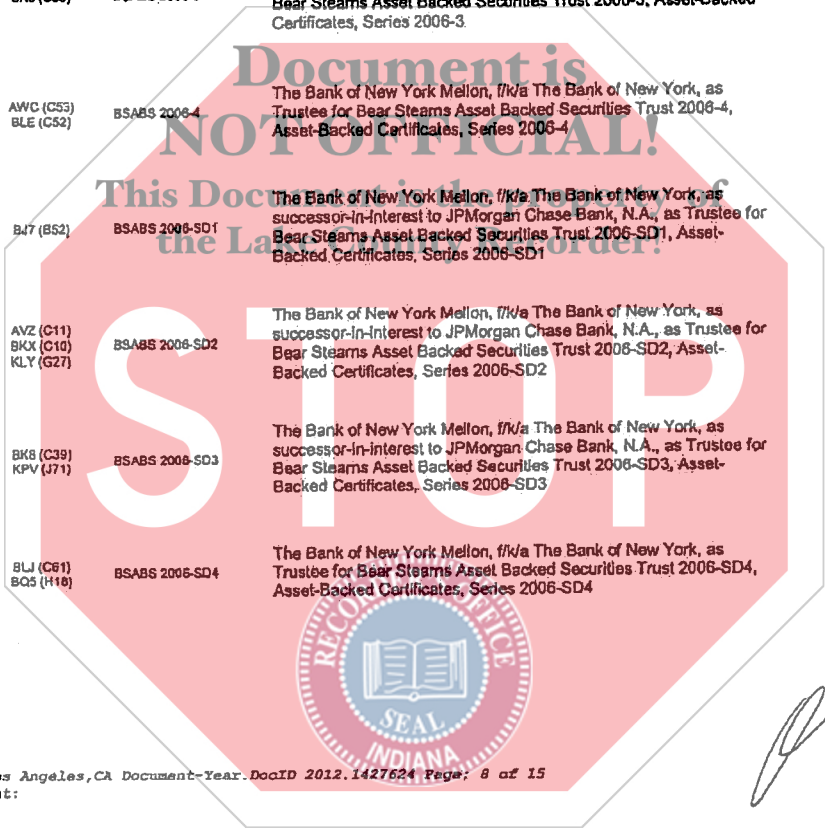 Bear Stearns Asset Backed Securities Trust 2006-3, Asset-Backed
Certificates, Series 2006-3
Document is
AWC (C53)
BLE (C52)
BSABS 2006-4
The Bank of New York Mellon, f/k/a The Bank of New York, as
Trustee for Bear Stearns Asset Backed Securities Trust 2006-4,
Asset-Backed Certificates, Series 2006-4
NOT OFFICIAL!
This Document is the property of
the Lake County Recorder!
BJ7 (B52)
BSABS 2006-SD1
The Bank of New York Mellon, f/k/a The Bank of New York, as
successor-in-interest to JPMorgan Chase Bank, N.A., as Trustee for
Bear Stearns Asset Backed Securities Trust 2006-SD1, Asset-
Backed Certificates, Series 2006-SD1
STOP
AVZ (C11)
BKX (C10)
KLY (G27)
BSABS 2006-SD2
The Bank of New York Mellon, f/k/a The Bank of New York, as
successor-in-interest to JPMorgan Chase Bank, N.A., as Trustee for
Bear Stearns Asset Backed Securities Trust 2006-SD2, Asset-
Backed Certificates, Series 2006-SD2
BK8 (C39)
KPV (J71)
BSABS 2006-SD3
The Bank of New York Mellon, f/k/a The Bank of New York, as
successor-in-interest to JPMorgan Chase Bank, N.A., as Trustee for
Bear Stearns Asset Backed Securities Trust 2006-SD3, Asset-
Backed Certificates, Series 2006-SD3
BLJ (C61)
BQ5 (H18)
BSABS 2006-SD4
The Bank of New York Mellon, f/k/a The Bank of New York, as
Trustee for Bear Stearns Asset Backed Securities Trust 2006-SD4,
Asset-Backed Certificates, Series 2006-SD4
RECORDER'S OFFICE
SEAL
INDIANA
s Angeles,CA Document-Year.DocID 2012.1427624 Page: 8 of 15
t: